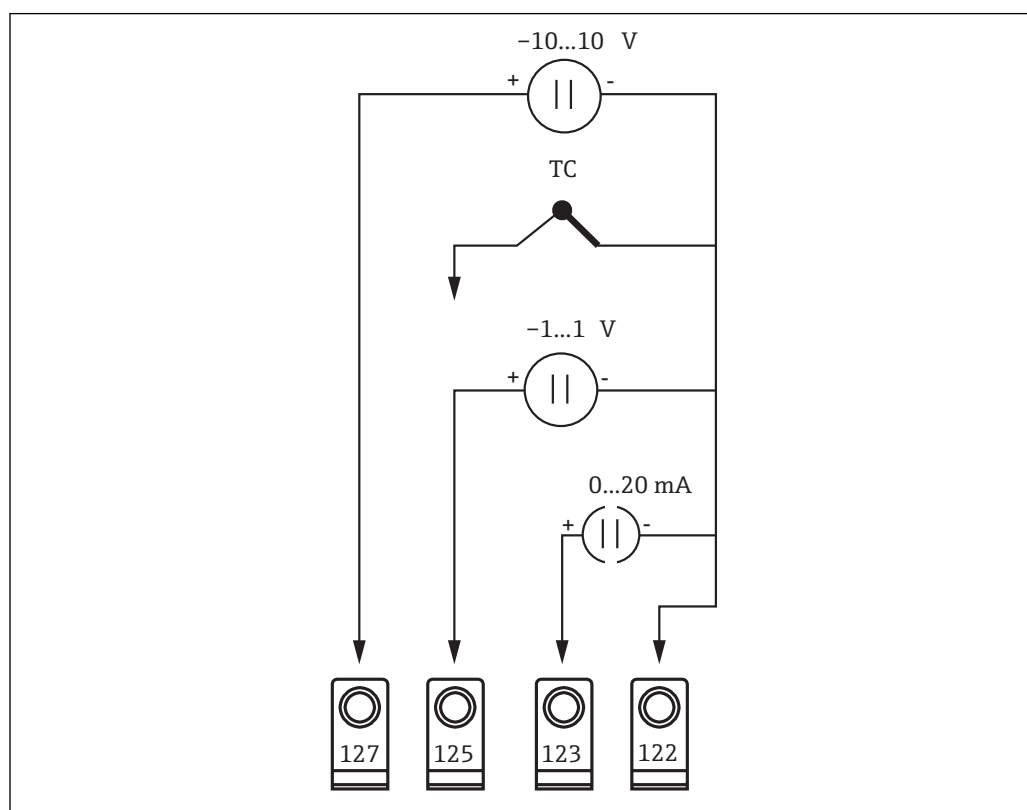 −10...10 V
+ -
TC
−1...1 V
+ -
0...20 mA
+ -
127 125 123 122